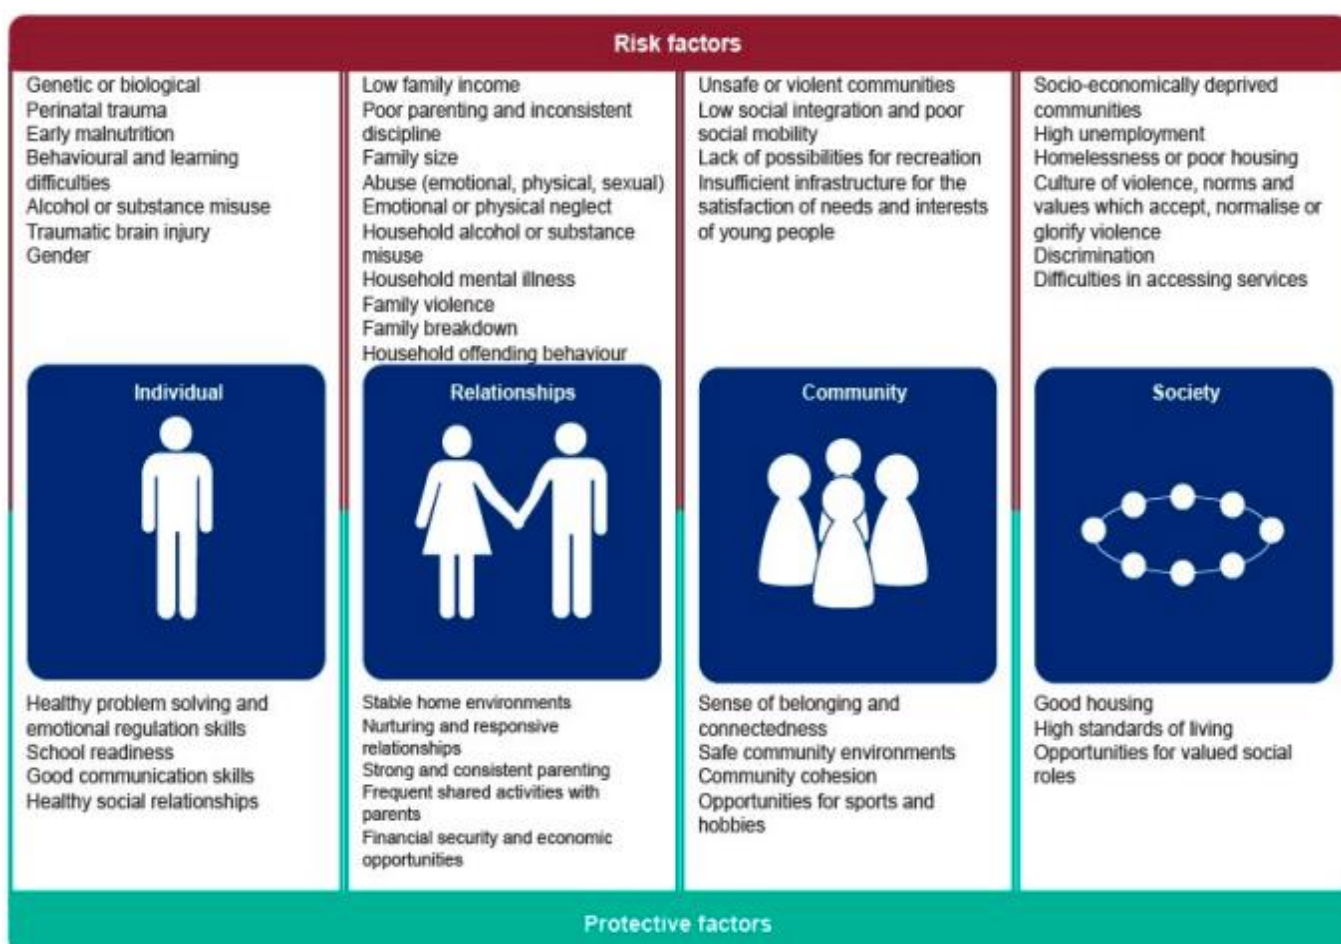 Risk factors
Genetic or biological
Perinatal trauma
Early malnutrition
Behavioural and learning
difficulties
Alcohol or substance misuse
Traumatic brain injury
Gender
Low family income
Poor parenting and inconsistent
discipline
Family size
Abuse (emotional, physical, sexual)
Emotional or physical neglect
Household alcohol or substance
misuse
Household mental illness
Family violence
Family breakdown
Household offending behaviour
Unsafe or violent communities
Low social integration and poor
social mobility
Lack of possibilities for recreation
Insufficient infrastructure for the
satisfaction of needs and interests
of young people
Socio-economically deprived
communities
High unemployment
Homelessness or poor housing
Culture of violence, norms and
values which accept, normalise or
glorify violence
Discrimination
Difficulties in accessing services
Individual
Relationships
Community
Society
Healthy problem solving and
emotional regulation skills
School readiness
Good communication skills
Healthy social relationships
Stable home environments
Nurturing and responsive
relationships
Strong and consistent parenting
Frequent shared activities with
parents
Financial security and economic
opportunities
Sense of belonging and
connectedness
Safe community environments
Community cohesion
Opportunities for sports and
hobbies
Good housing
High standards of living
Opportunities for valued social
roles
Protective factors